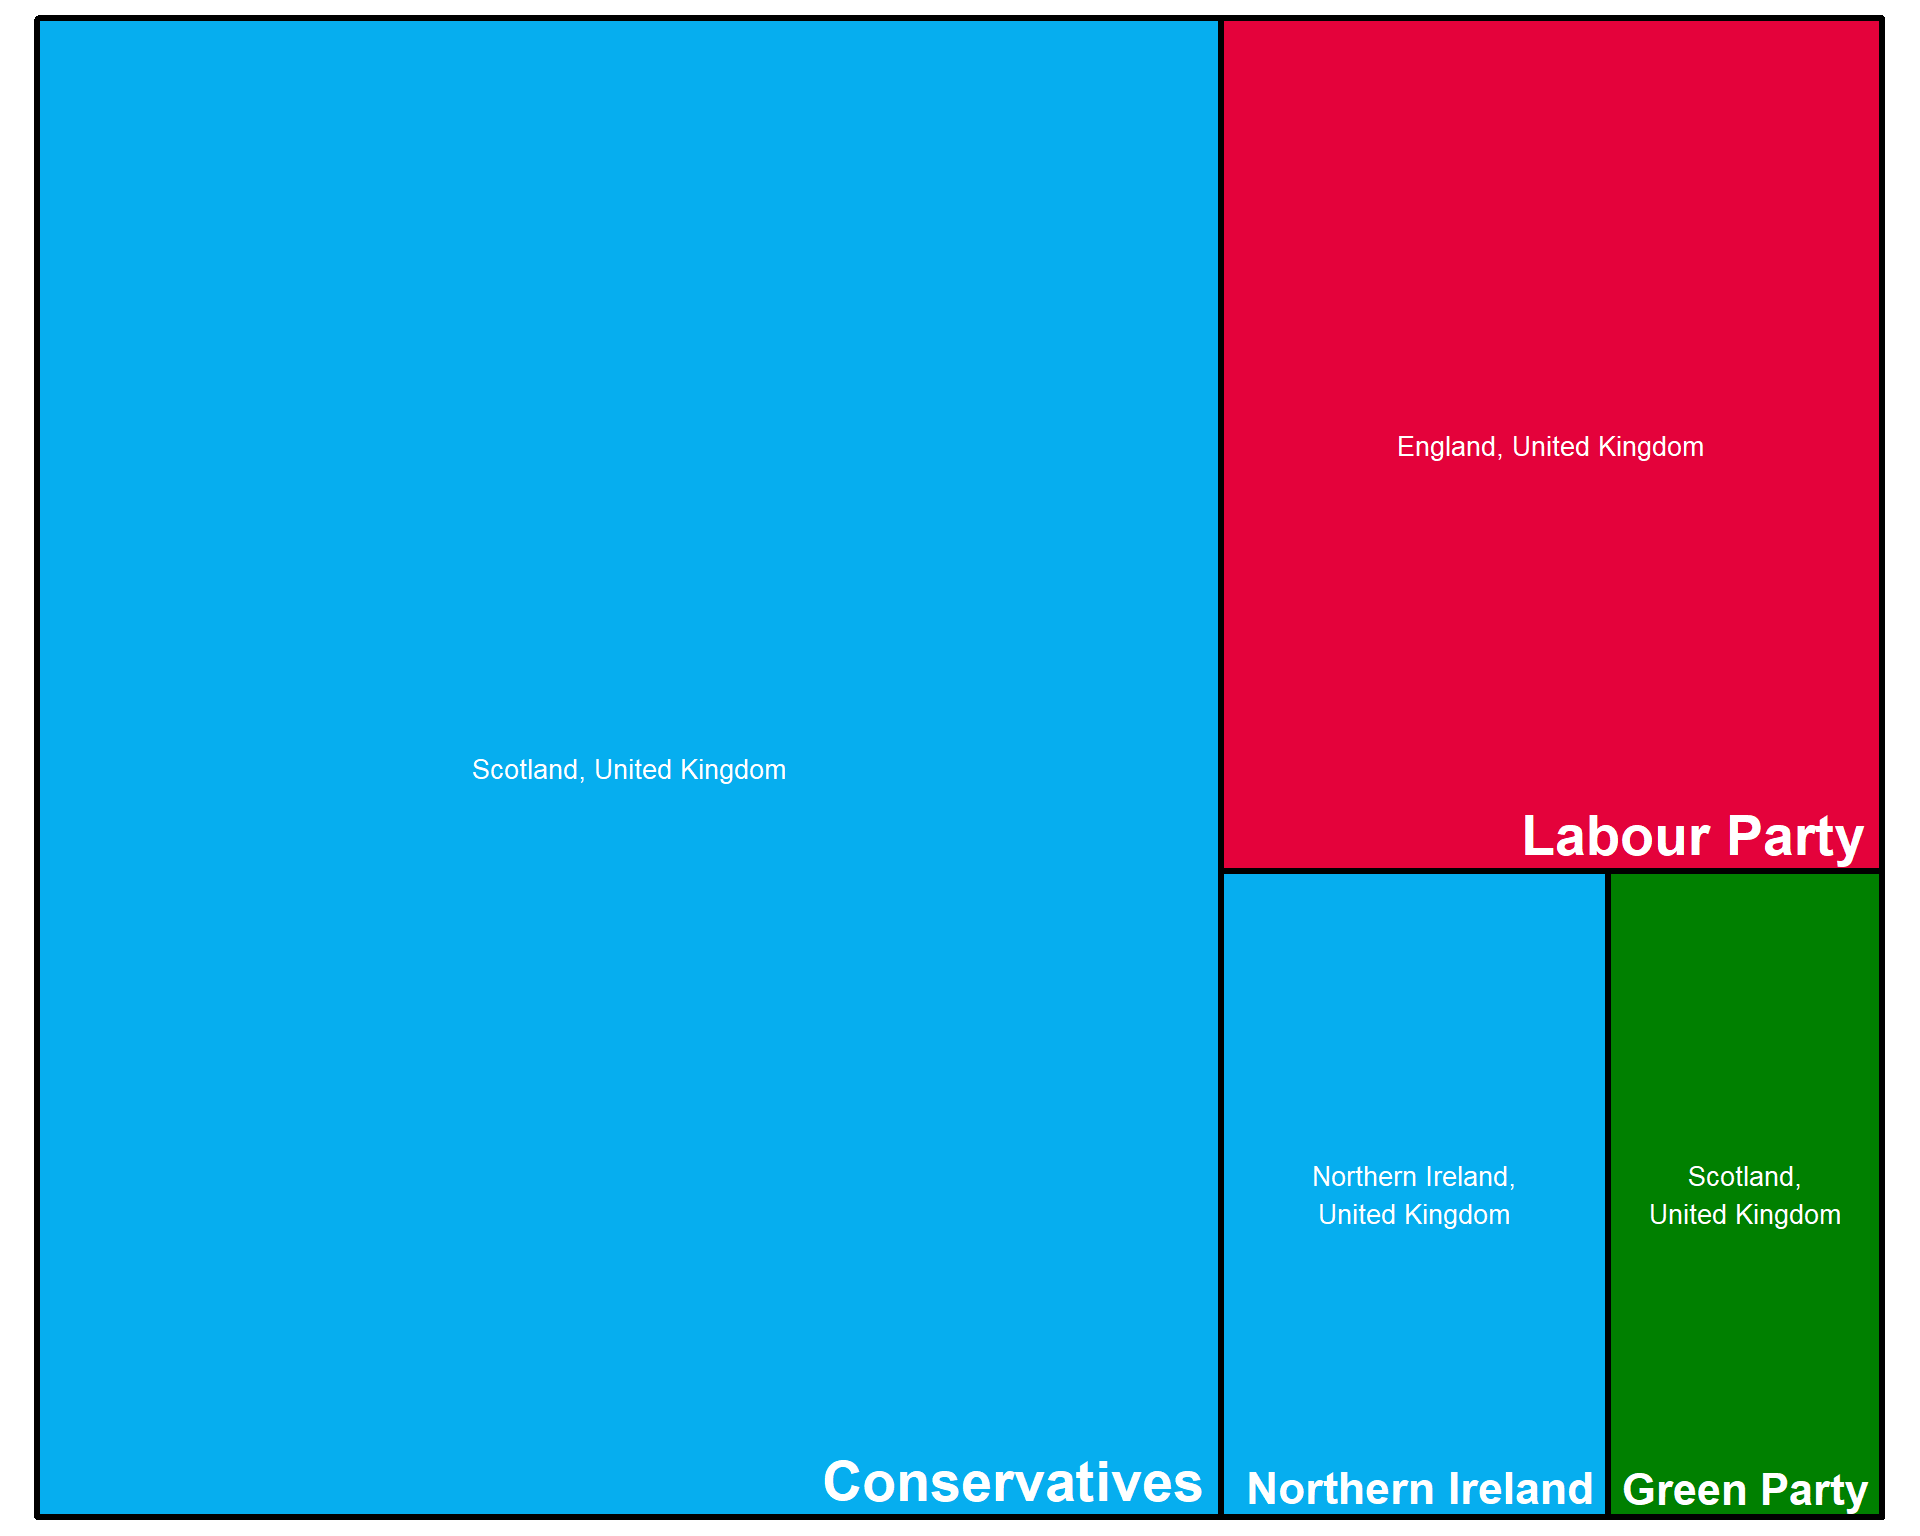 Scotland, United Kingdom
Conservatives
England, United Kingdom
Labour Party
Northern Ireland,
United Kingdom
Northern Ireland
Scotland,
United Kingdom
Green Party